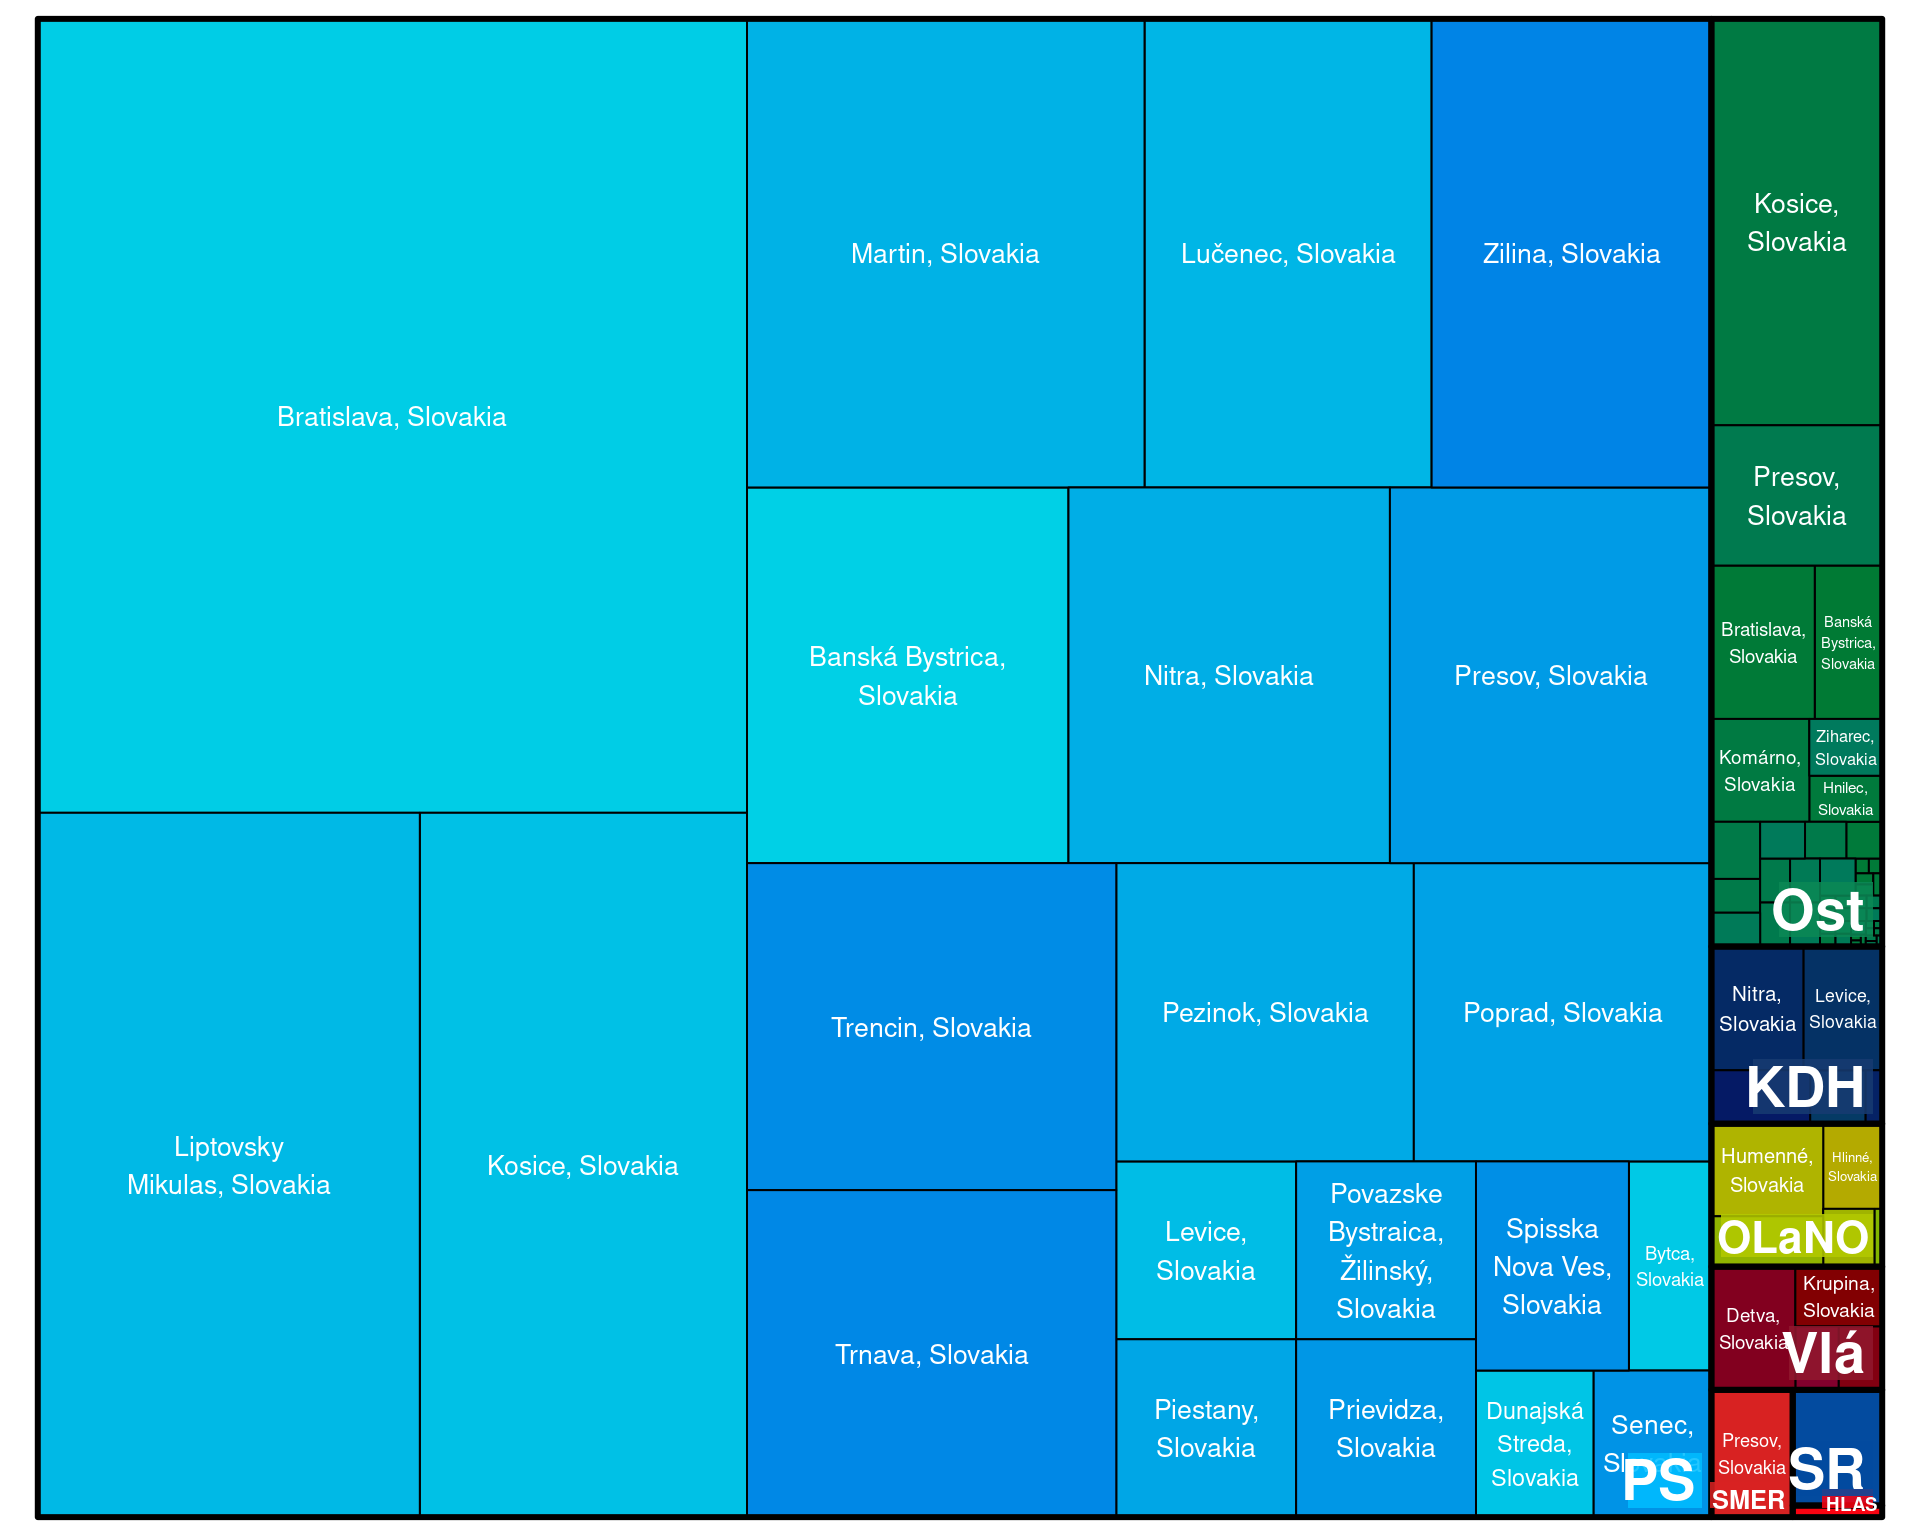 Bratislava, Slovakia
Martin, Slovakia
Lučenec, Slovakia
Zilina, Slovakia
Banská Bystrica,
Slovakia
Nitra, Slovakia
Presov, Slovakia
Liptovsky
Mikulas, Slovakia
Kosice, Slovakia
Trencin, Slovakia
Pezinok, Slovakia
Poprad, Slovakia
Trnava, Slovakia
Levice,
Slovakia
Povazske
Bystraica,
Žilinský,
Slovakia
Spisska
Nova Ves,
Slovakia
Bytca,
Slovakia
Piestany,
Slovakia
Prievidza,
Slovakia
Dunajská
Streda,
Slovakia
Senec,
Slovakia
PS
Kosice,
Slovakia
Presov,
Slovakia
Bratislava,
Slovakia
Banská
Bystrica,
Slovakia
Komárno,
Slovakia
Ziharec,
Slovakia
Hnilec,
Slovakia
Ost
Nitra,
Slovakia
Levice,
Slovakia
KDH
Humenné,
Slovakia
Hlinné,
Slovakia
OLaNO
Detva,
Slovakia
Krupina,
Slovakia
Vlá
Presov,
Slovakia
SMER
SR
HLAS